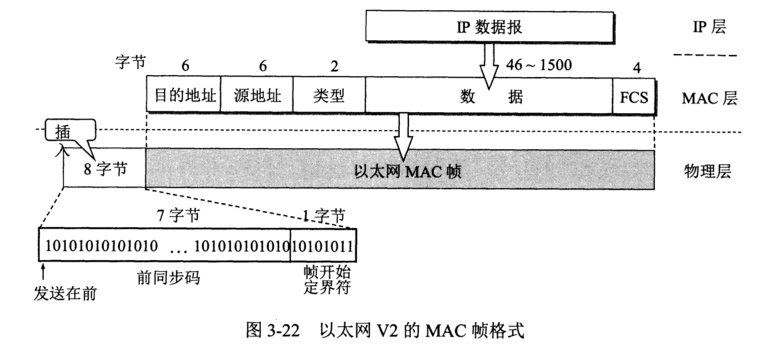 IP 数据报
IP 层
字节 6 6 2 46~1500 4
目的地址 源地址 类型 数 据 FCS MAC 层
插
8 字节 以太网 MAC 帧 物理层
7 字节 1 字节
10101010101010 … 10101010101010101011
前同步码 帧开始
定界符
发送在前
图 3-22 以太网 V2 的 MAC 帧格式